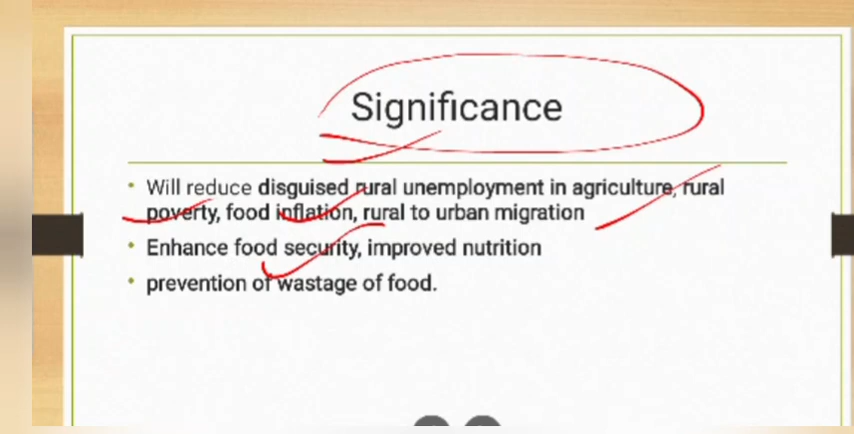 Significance
• Will reduce disguised rural unemployment in agriculture, rural
poverty, food inflation, rural to urban migration
• Enhance food security, improved nutrition
• prevention of wastage of food.